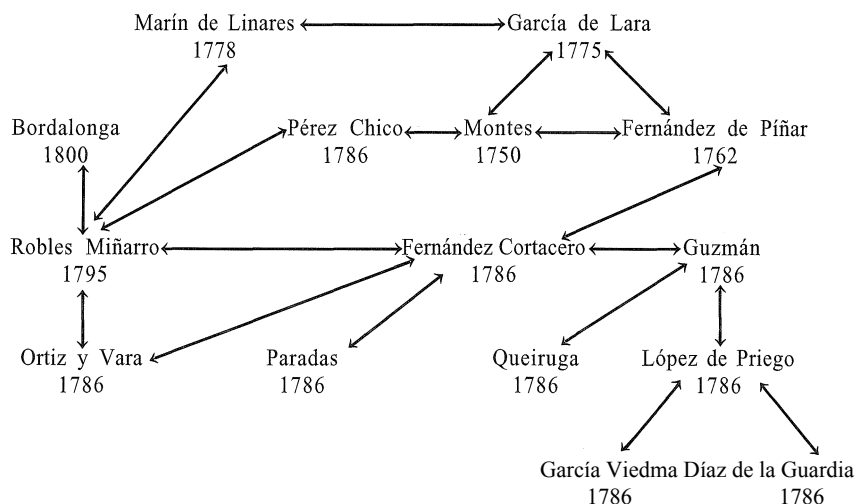 Marín de Linares García de Lara
1778 1775
Bordalonga Pérez Chico Montes Fernández de Píñar
1800 1786 1750 1762
Robles Miñarro Fernández Cortacero Guzmán
1795 1786 1786
Ortiz y Vara Paradas Queiruga López de Priego
1786 1786 1786 1786
García Viedma Díaz de la Guardia
1786 1786